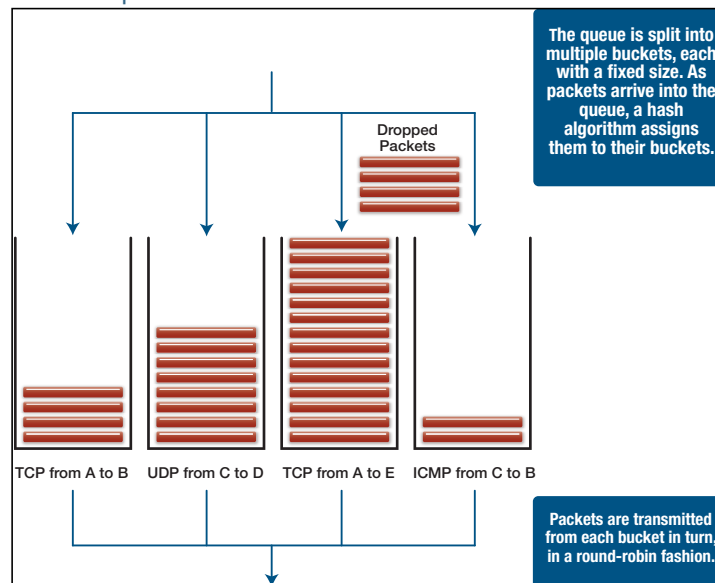 The queue is split into
multiple buckets, each
with a fixed size. As
packets arrive into the
queue, a hash
algorithm assigns
them to their buckets.
Dropped
Packets
TCP from A to B
UDP from C to D
TCP from A to E
ICMP from C to B
Packets are transmitted
from each bucket in turn,
in a round-robin fashion.